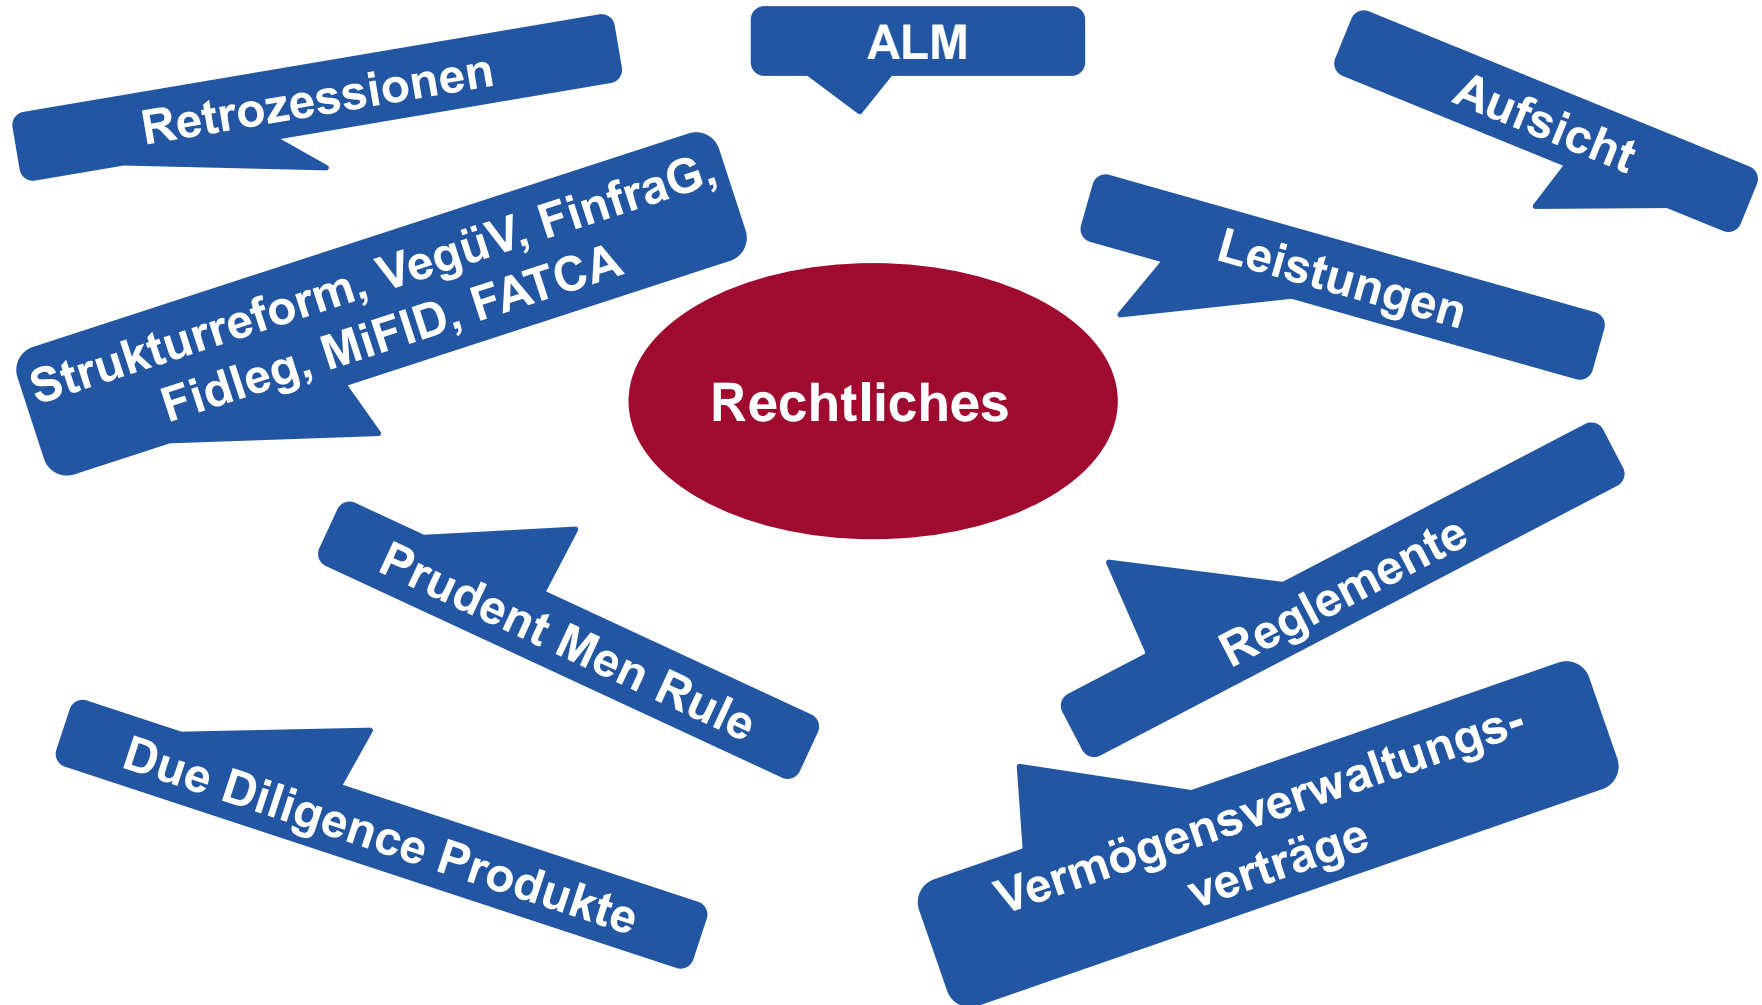 Retrozessionen
ALM
Aufsicht
Strukturreform, VegüV, FinfraG,
Fidleg, MiFID, FATCA
Leistungen
Rechtliches
Prudent Men Rule
Reglemente
Due Diligence Produkte
Vermögensverwaltungs-
verträge